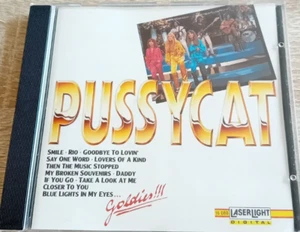 PUSSYCAT
SMILE · RIO · GOODBYE TO LOVIN'
SAY ONE WORD · LOVERS OF A KIND
THEN THE MUSIC STOPPED
MY BROKEN SOUVENIRS · DADDY
IF YOU GO · TAKE A LOOK AT ME
CLOSER TO YOU
BLUE LIGHTS IN MY EYES...
Goldies!!!
LASERLIGHT
DIGITAL